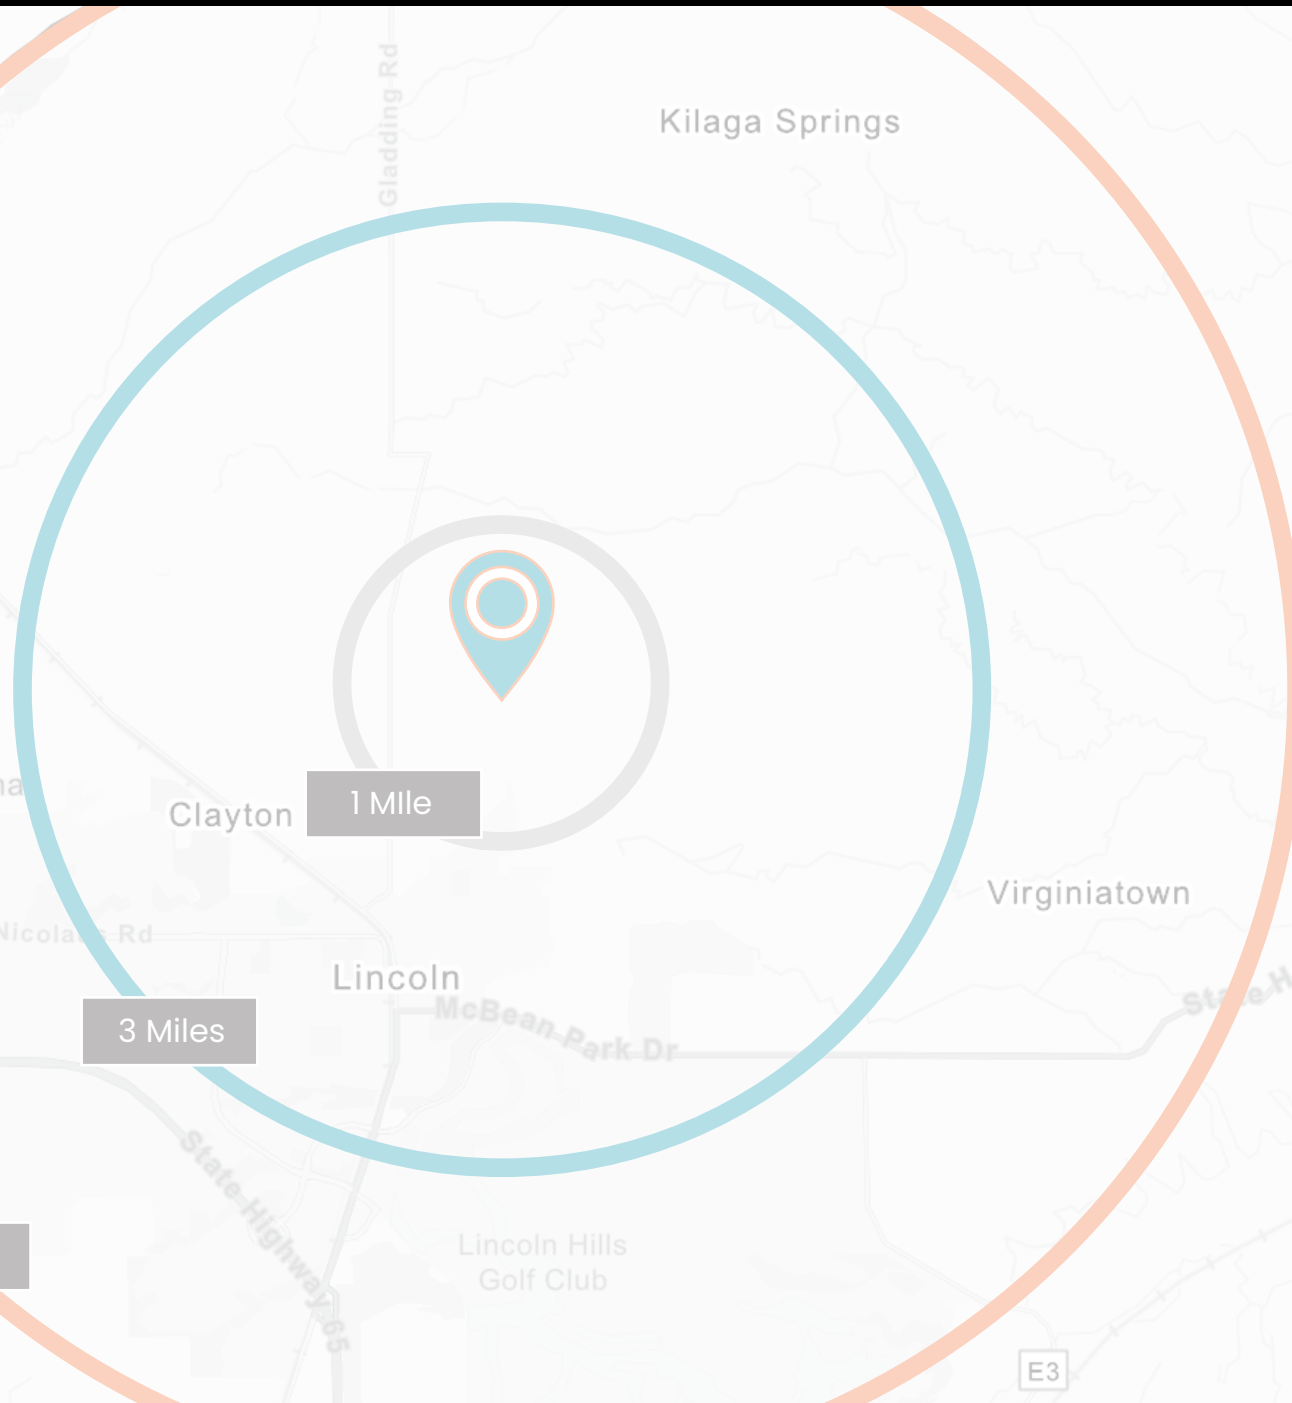 Gladding Rd
Kilaga Springs
Clayton
1 MIle
Virginiatown
Rd
Lincoln
McBean Park Dr
3 Miles
State Highway 65
Lincoln Hills
Golf Club
E3